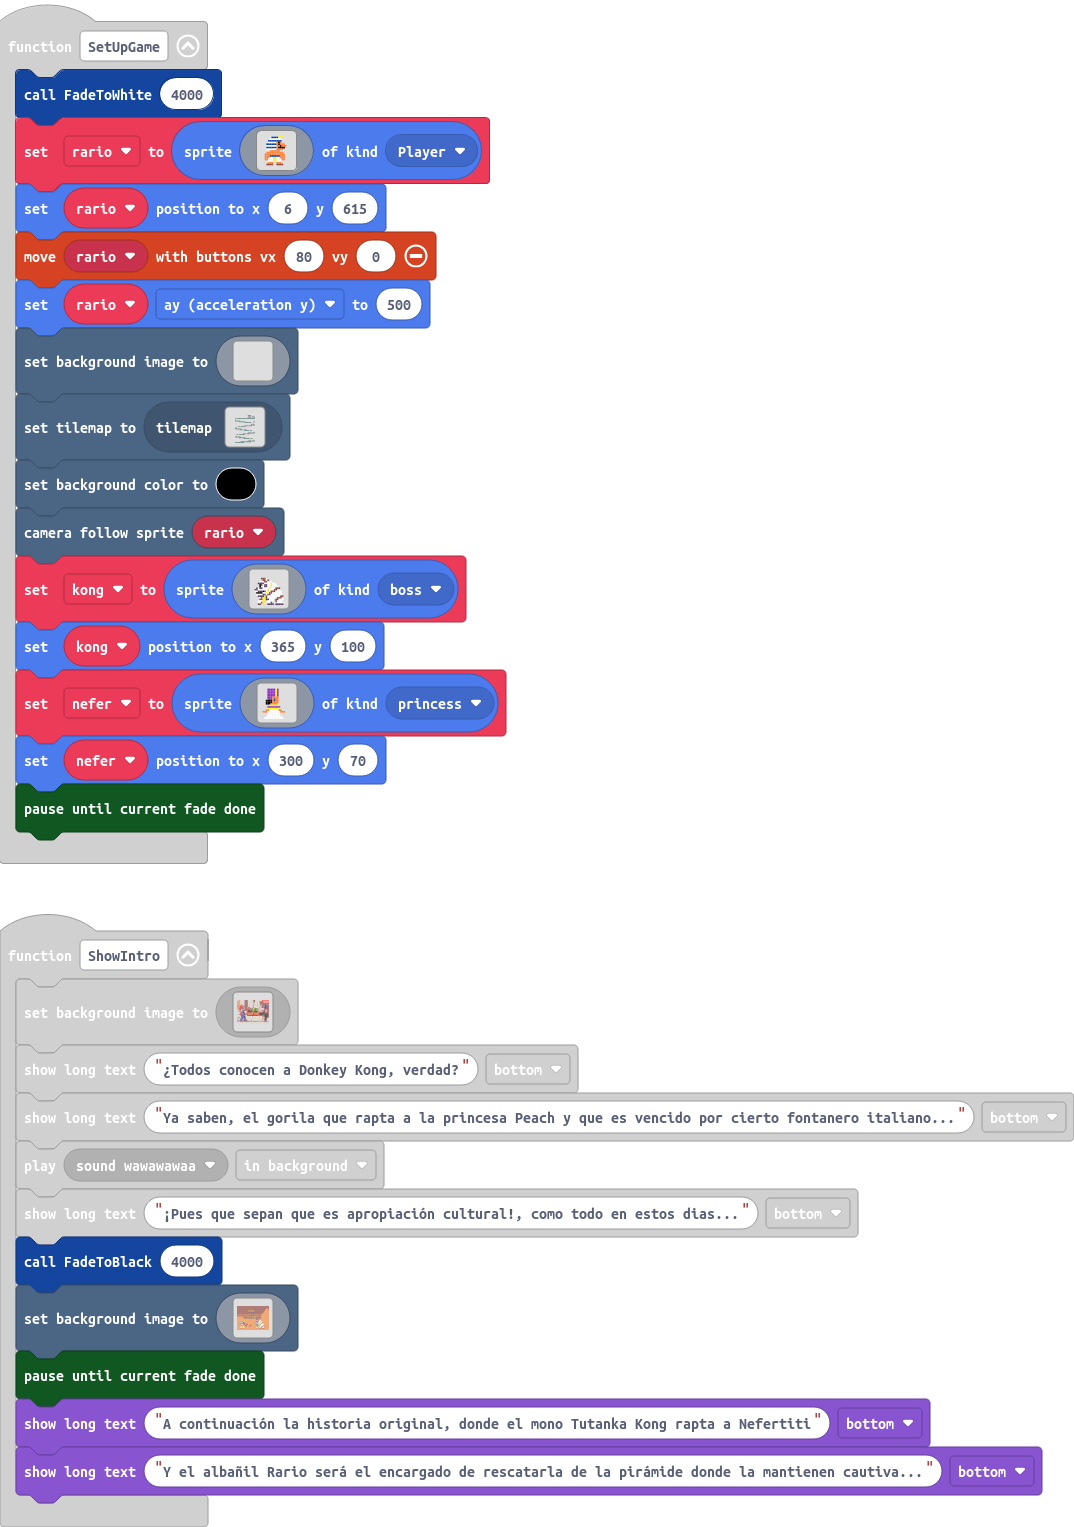 function SetUpGame
call FadeToWhite 4000
set rario to sprite of kind Player
set rario position to x 6 y 615
move rario with buttons vx 80 vy 0
set rario ay (acceleration y) to 500
set background image to
set tilemap to tilemap
set background color to
camera follow sprite rario
set kong to sprite of kind boss
set kong position to x 365 y 100
set nefer to sprite of kind princess
set nefer position to x 300 y 70
pause until current fade done
function ShowIntro
set background image to
show long text "¿Todos conocen a Donkey Kong, verdad?" bottom
show long text "Ya saben, el gorila que rapta a la princesa Peach y que es vencido por cierto fontanero italiano..." bottom
play sound wawawawaa in background
show long text "¡Pues que sepan que es apropiación cultural!, como todo en estos dias..." bottom
call FadeToBlack 4000
set background image to
pause until current fade done
show long text "A continuación la historia original, donde el mono Tutanka Kong rapta a Nefertiti" bottom
show long text "Y el albañil Rario será el encargado de rescatarla de la pirámide donde la mantienen cautiva..." bottom